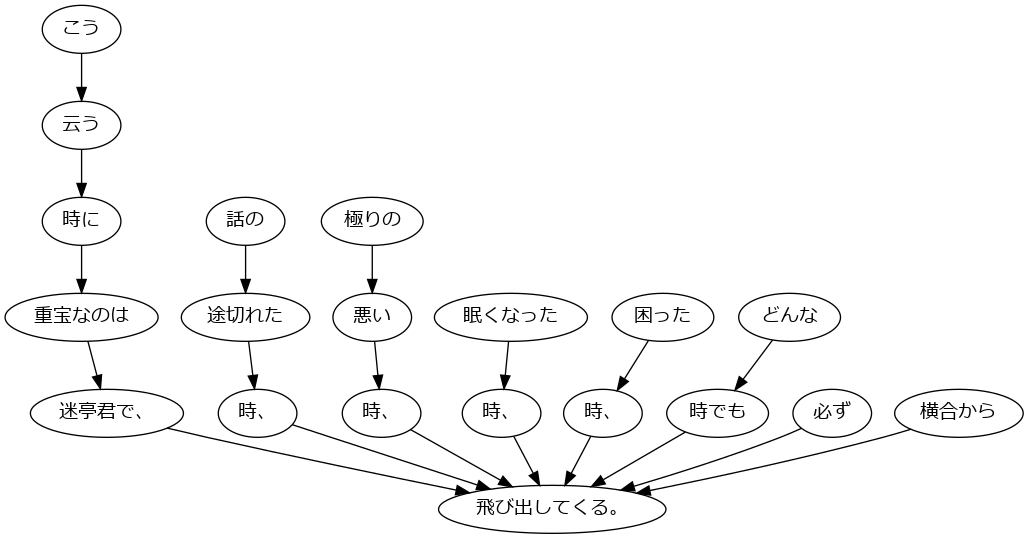 こう
云う
時に
話の
極りの
重宝なのは
途切れた
悪い
眠くなった
困った
どんな
迷亭君で、
時、
時、
時、
時、
時でも
必ず
横合から
飛び出してくる。